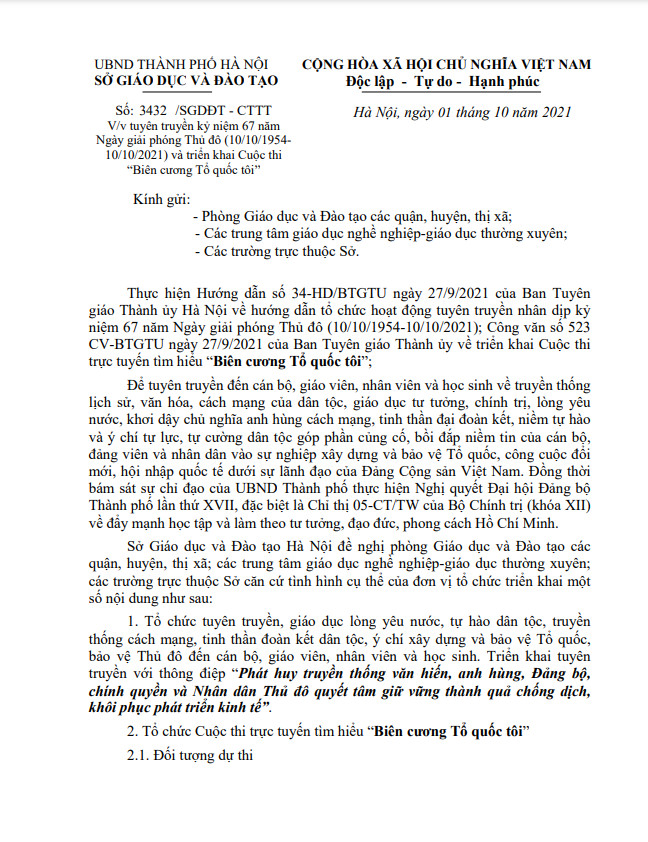 UBND THÀNH PHỐ HÀ NỘI
SỞ GIÁO DỤC VÀ ĐÀO TẠO
CỘNG HÒA XÃ HỘI CHỦ NGHĨA VIỆT NAM
Độc lập - Tự do - Hạnh phúc
Số: 3432 /SGDĐT - CTTT
V/v tuyên truyền kỷ niệm 67 năm
Ngày giải phóng Thủ đô (10/10/1954-
10/10/2021) và triển khai Cuộc thi
“Biên cương Tổ quốc tôi”
Hà Nội, ngày 01 tháng 10 năm 2021
Kính gửi:
- Phòng Giáo dục và Đào tạo các quận, huyện, thị xã;
- Các trung tâm giáo dục nghề nghiệp-giáo dục thường xuyên;
- Các trường trực thuộc Sở.
Thực hiện Hướng dẫn số 34-HD/BTGTU ngày 27/9/2021 của Ban Tuyên
giáo Thành ủy Hà Nội về hướng dẫn tổ chức hoạt động tuyên truyền nhân dịp kỷ
niệm 67 năm Ngày giải phóng Thủ đô (10/10/1954-10/10/2021); Công văn số 523
CV-BTGTU ngày 27/9/2021 của Ban Tuyên giáo Thành ủy về triển khai Cuộc thi
trực tuyến tìm hiểu “Biên cương Tổ quốc tôi”;
Để tuyên truyền đến cán bộ, giáo viên, nhân viên và học sinh về truyền thống
lịch sử, văn hóa, cách mạng của dân tộc, giáo dục tư tưởng, chính trị, lòng yêu
nước, khơi dậy chủ nghĩa anh hùng cách mạng, tinh thần đại đoàn kết, niềm tự hào
và ý chí tự lực, tự cường dân tộc góp phần củng cố, bồi đắp niềm tin của cán bộ,
đảng viên và nhân dân vào sự nghiệp xây dựng và bảo vệ Tổ quốc, công cuộc đổi
mới, hội nhập quốc tế dưới sự lãnh đạo của Đảng Cộng sản Việt Nam. Đồng thời
bám sát sự chỉ đạo của UBND Thành phố thực hiện Nghị quyết Đại hội Đảng bộ
Thành phố lần thứ XVII, đặc biệt là Chỉ thị 05-CT/TW của Bộ Chính trị (khóa XII)
về đẩy mạnh học tập và làm theo tư tưởng, đạo đức, phong cách Hồ Chí Minh.
Sở Giáo dục và Đào tạo Hà Nội đề nghị phòng Giáo dục và Đào tạo các
quận, huyện, thị xã; các trung tâm giáo dục nghề nghiệp-giáo dục thường xuyên;
các trường trực thuộc Sở căn cứ tình hình cụ thể của đơn vị tổ chức triển khai một
số nội dung như sau:
1. Tổ chức tuyên truyền, giáo dục lòng yêu nước, tự hào dân tộc, truyền
thống cách mạng, tinh thần đoàn kết dân tộc, ý chí xây dựng và bảo vệ Tổ quốc,
bảo vệ Thủ đô đến cán bộ, giáo viên, nhân viên và học sinh. Triển khai tuyên
truyền với thông điệp “Phát huy truyền thống văn hiến, anh hùng, Đảng bộ,
chính quyền và Nhân dân Thủ đô quyết tâm giữ vững thành quả chống dịch,
khôi phục phát triển kinh tế”.
2. Tổ chức Cuộc thi trực tuyến tìm hiểu “Biên cương Tổ quốc tôi”
2.1. Đối tượng dự thi